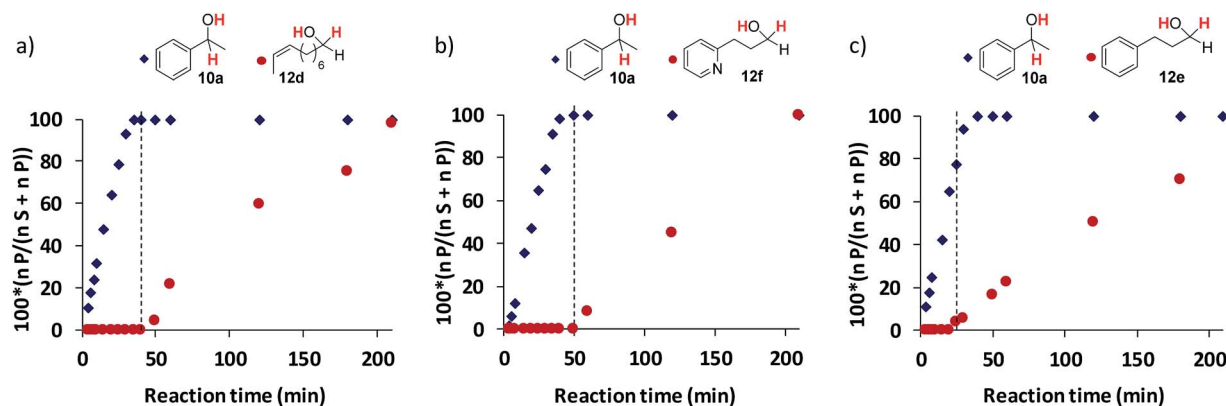 a)
OH
H
10a
HO
H
H
6
12d
100*(n P/(n S + n P))
100
80
60
40
20
0
0 50 100 150 200
Reaction time (min)
b)
OH
H
10a
HO
H
H
N
12f
100*(n P/(n S + n P))
100
80
60
40
20
0
0 50 100 150 200
Reaction time (min)
c)
OH
H
10a
HO
H
H
12e
100*(n P/(n S + n P))
100
80
60
40
20
0
0 50 100 150 200
Reaction time (min)